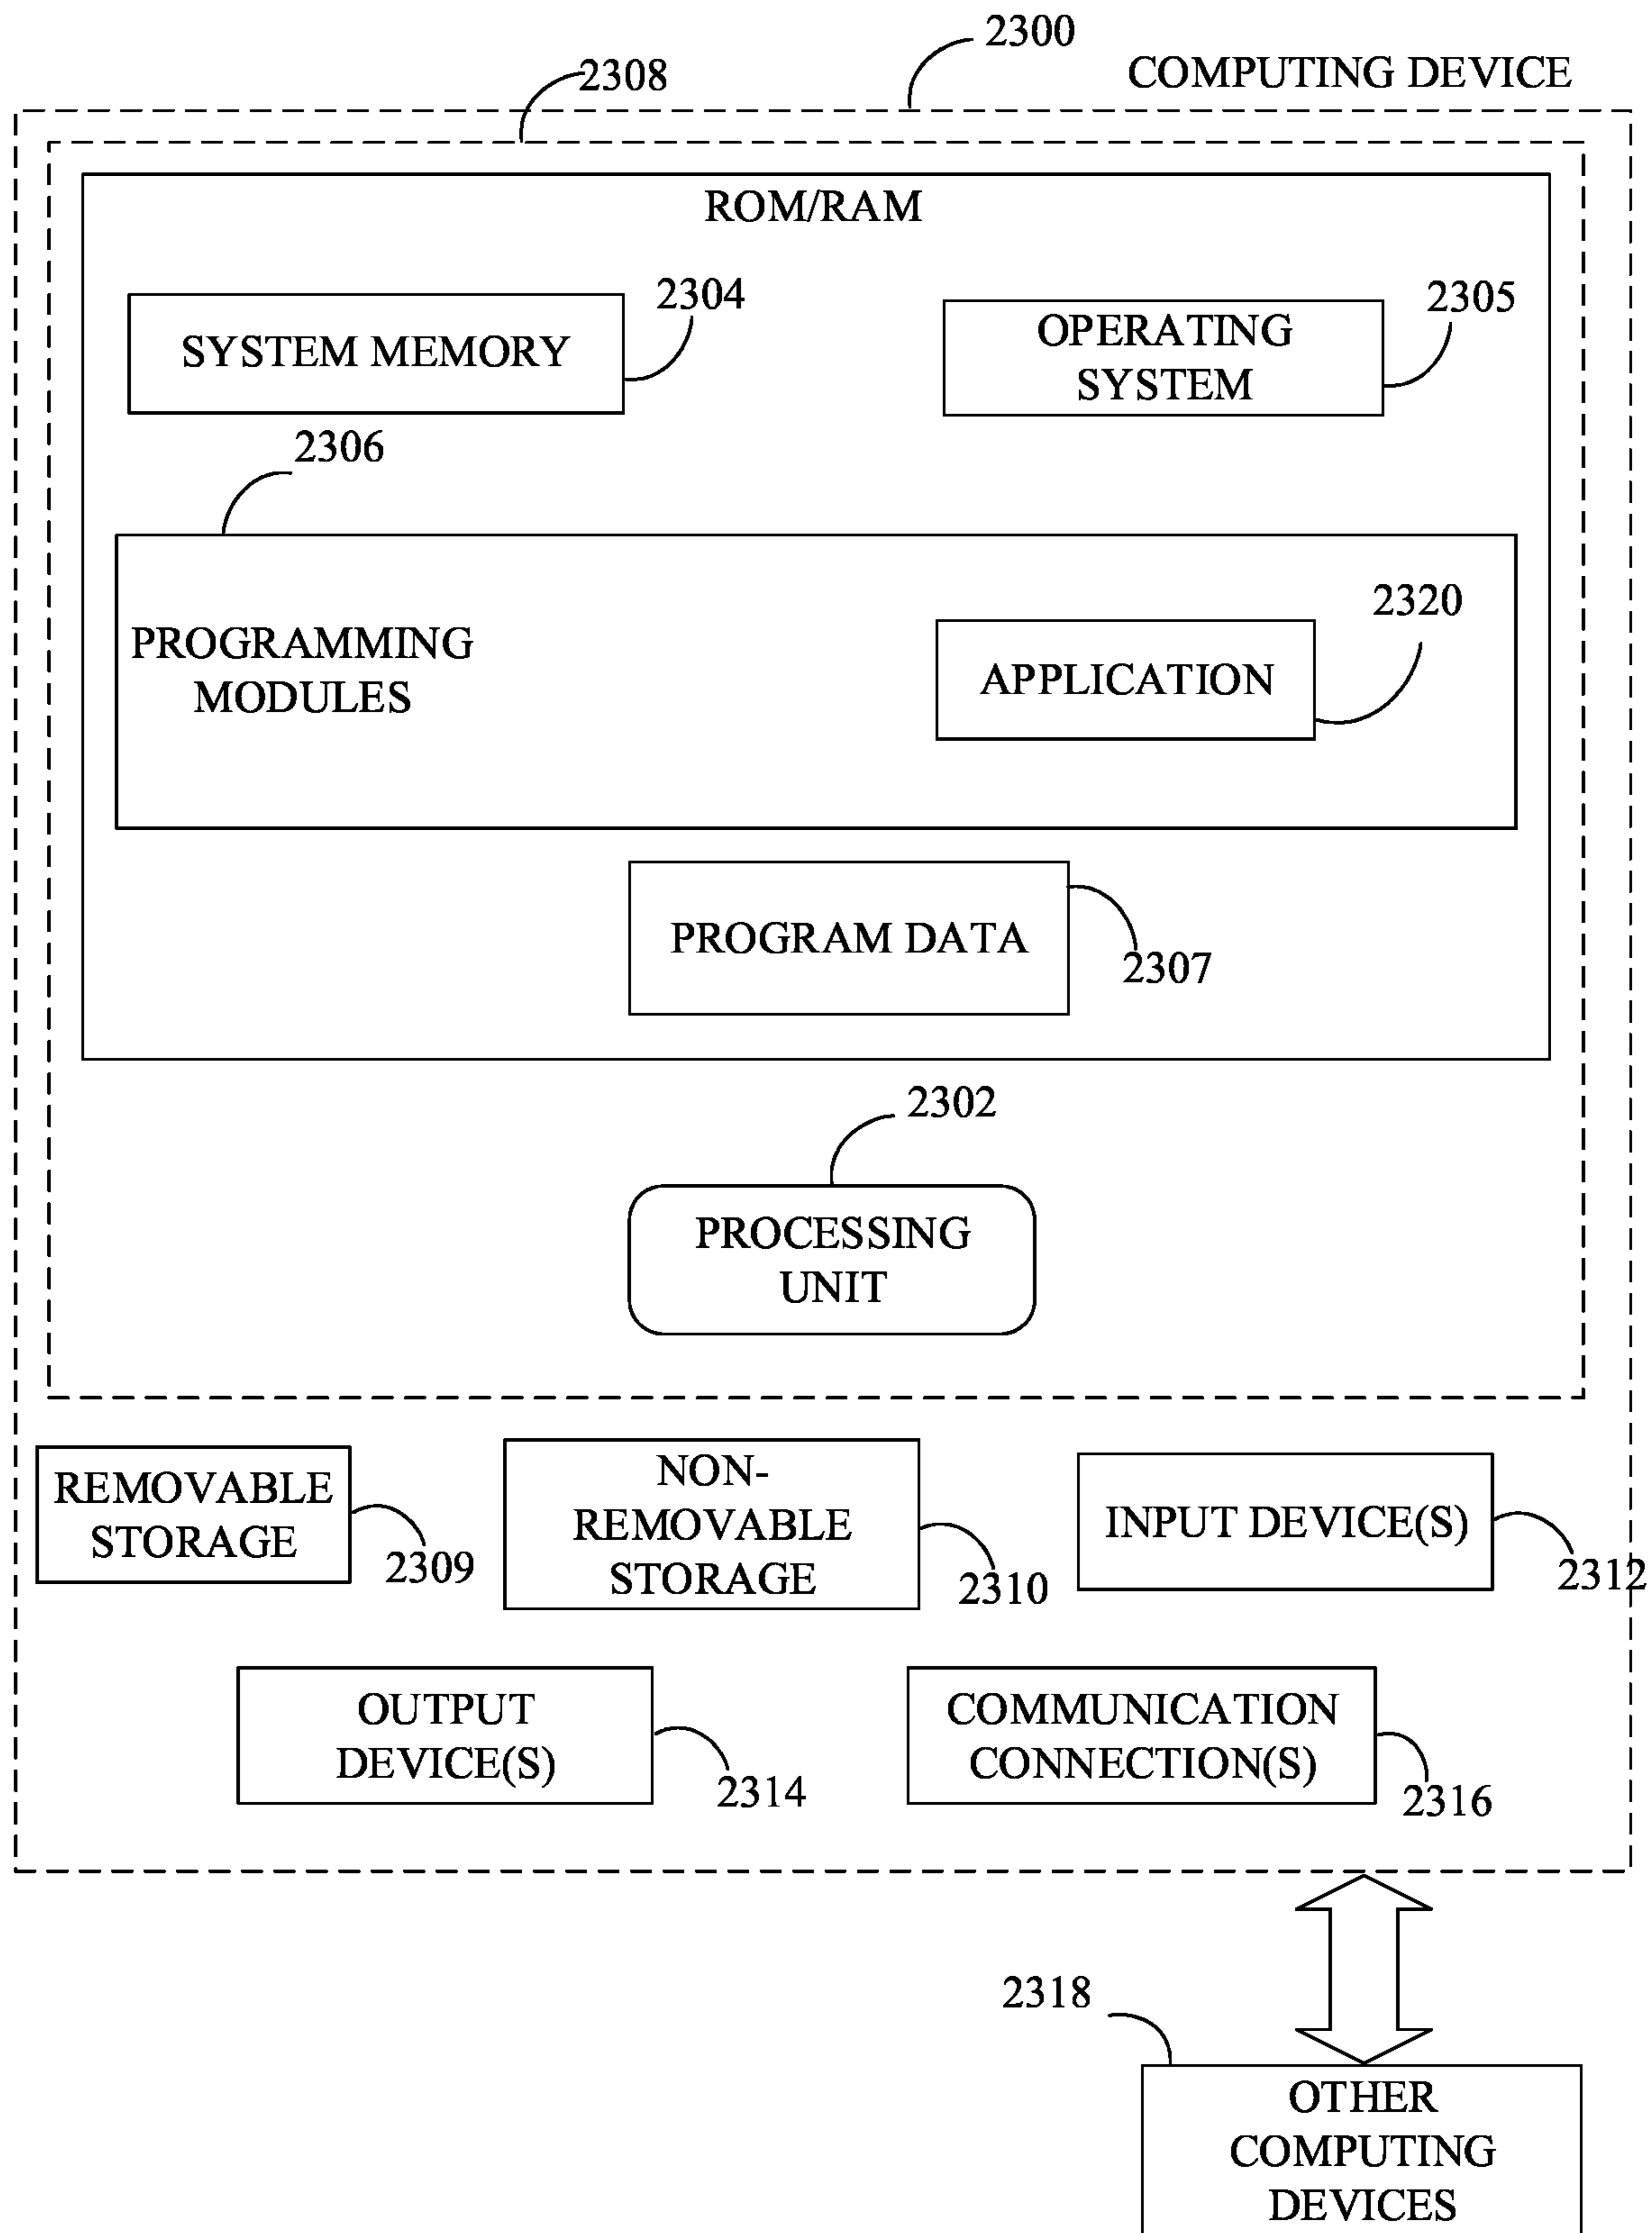 2300
COMPUTING DEVICE
2308
ROM/RAM
SYSTEM MEMORY
2304
OPERATING
SYSTEM
2305
2306
PROGRAMMING
MODULES
APPLICATION
2320
PROGRAM DATA
2307
2302
PROCESSING
UNIT
REMOVABLE
STORAGE
2309
NON-
REMOVABLE
STORAGE
2310
INPUT DEVICE(S)
2312
OUTPUT
DEVICE(S)
2314
COMMUNICATION
CONNECTION(S)
2316
2318
OTHER
COMPUTING
DEVICES